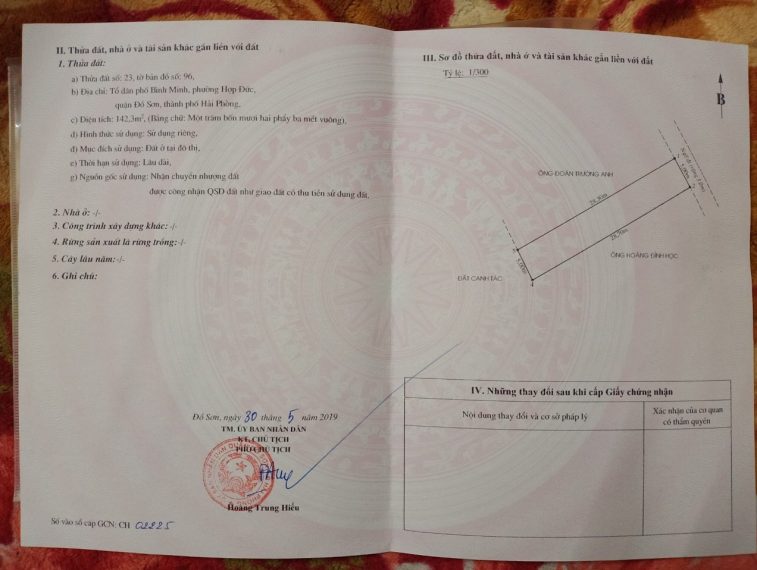 II. Thửa đất, nhà ở và tài sản khác gắn liền với đất
1. Thửa đất:
a) Thửa đất số: 23, tờ bản đồ số: 96,
b) Địa chỉ: Tổ dân phố Bình Minh, phường Hợp Đức,
quận Đồ Sơn, thành phố Hải Phòng,
c) Diện tích: 142,3m², (Bằng chữ: Một trăm bốn mươi hai phẩy ba mét vuông),
d) Hình thức sử dụng: Sử dụng riêng,
đ) Mục đích sử dụng: Đất ở tại đô thị,
e) Thời hạn sử dụng: Lâu dài,
g) Nguồn gốc sử dụng: Nhận chuyển nhượng đất
được công nhận QSD đất như giao đất có thu tiền sử dụng đất.
2. Nhà ở: -/-
3. Công trình xây dựng khác: -/-
4. Rừng sản xuất là rừng trồng: -/-
5. Cây lâu năm: -/-
6. Ghi chú:
Đồ Sơn, ngày 30 tháng 5 năm 2019
TM. ỦY BAN NHÂN DÂN
KT. CHỦ TỊCH
PHÓ CHỦ TỊCH
Hoàng Trung Hiếu
Số vào sổ cấp GCN: CH 02225
III. Sơ đồ thửa đất, nhà ở và tài sản khác gắn liền với đất
Tỷ lệ: 1/300
B
ÔNG ĐOÀN TRƯỜNG ANH
1
2
5.00m
28.70m
ÔNG HOÀNG ĐÌNH HỌC
5.00m
4
ĐẤT CANH TÁC
IV. Những thay đổi sau khi cấp Giấy chứng nhận
Nội dung thay đổi và cơ sở pháp lý
Xác nhận của cơ quan
có thẩm quyền